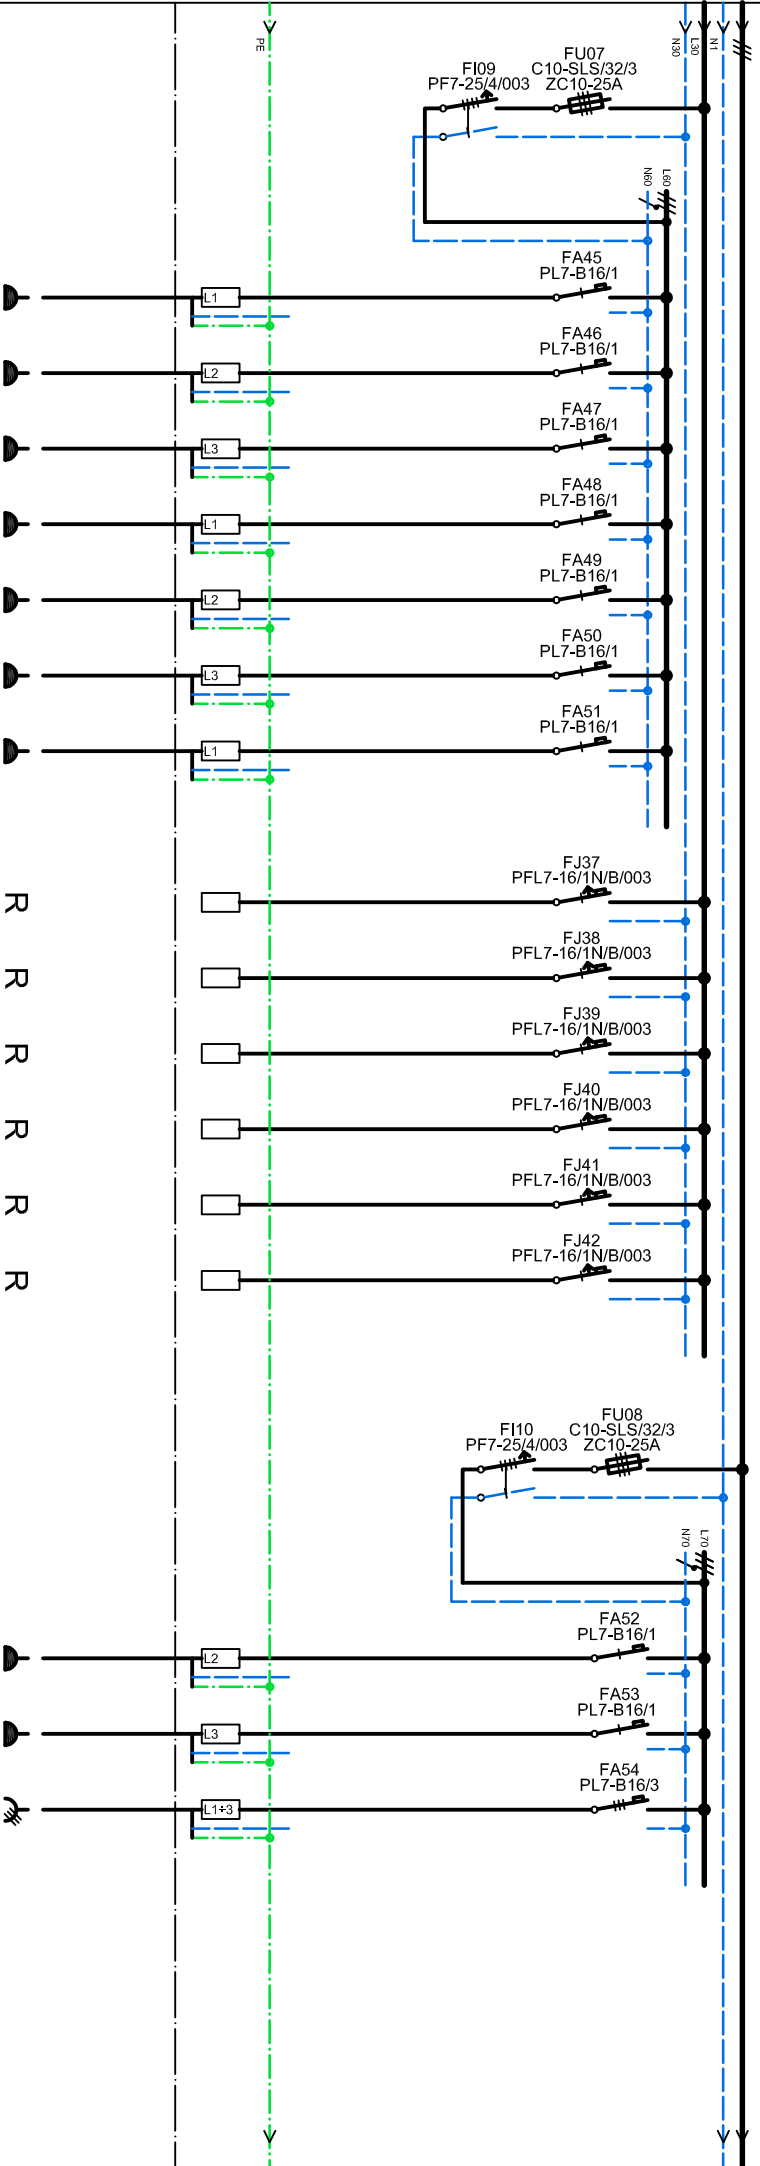 PE
N30
L30
N1
FU07
C10-SLS/32/3
ZC10-25A
FI09
PF7-25/4/003
N60
L60
FA45
PL7-B16/1
L1
FA46
PL7-B16/1
L2
FA47
PL7-B16/1
L3
FA48
PL7-B16/1
L1
FA49
PL7-B16/1
L2
FA50
PL7-B16/1
L3
FA51
PL7-B16/1
L1
FJ37
PFL7-16/1N/B/003
R
FJ38
PFL7-16/1N/B/003
R
FJ39
PFL7-16/1N/B/003
R
FJ40
PFL7-16/1N/B/003
R
FJ41
PFL7-16/1N/B/003
R
FJ42
PFL7-16/1N/B/003
R
FU08
C10-SLS/32/3
ZC10-25A
FI10
PF7-25/4/003
N70
L70
FA52
PL7-B16/1
L2
FA53
PL7-B16/1
L3
FA54
PL7-B16/3
L1÷3